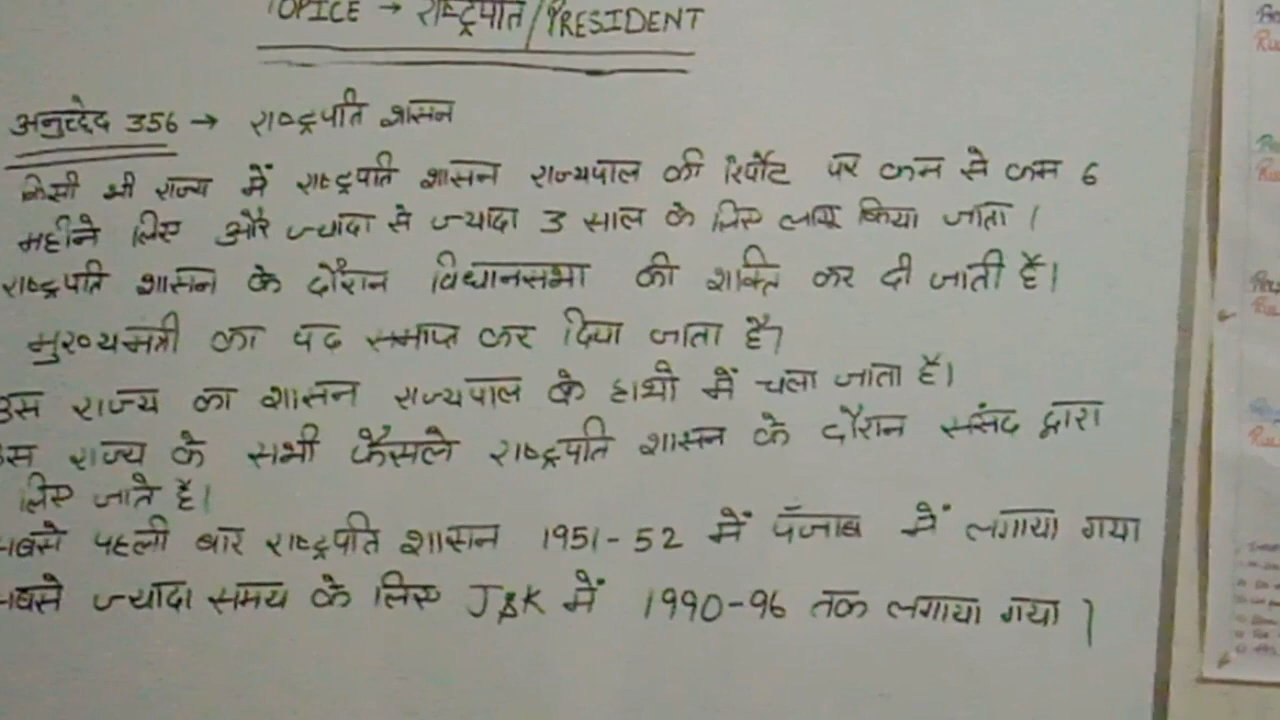 TOPICE → राष्ट्रपति/PRESIDENT
अनुच्छेद 356 → राष्ट्रपति शासन
किसी भी राज्य में राष्ट्रपति शासन राज्यपाल की रिर्पोट पर कम से कम 6
महीने लिए और ज्यादा से ज्यादा 3 साल के लिए लागू किया जाता।
राष्ट्रपति शासन के दौरान विधानसभा की शक्ति कर दी जाती है।
मुख्यमंत्री का पद समाप्त कर दिया जाता है
उस राज्य का शासन राज्यपाल के हाथो में चला जाता है।
उस राज्य के सभी फैसले राष्ट्रपति शासन के दौरान संसद द्वारा
लिए जाते है।
सबसे पहली बार राष्ट्रपति शासन 1951-52 में पंजाब में लगाया गया
सबसे ज्यादा समय के लिए J&K में 1990-96 तक लगाया गया।